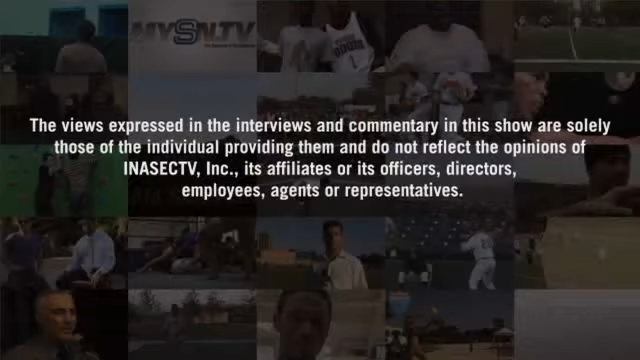 MYSN.TV
The views expressed in the interviews and commentary in this show are solely
those of the individual providing them and do not reflect the opinions of
INASECTV, Inc., its affiliates or its officers, directors,
employees, agents or representatives.